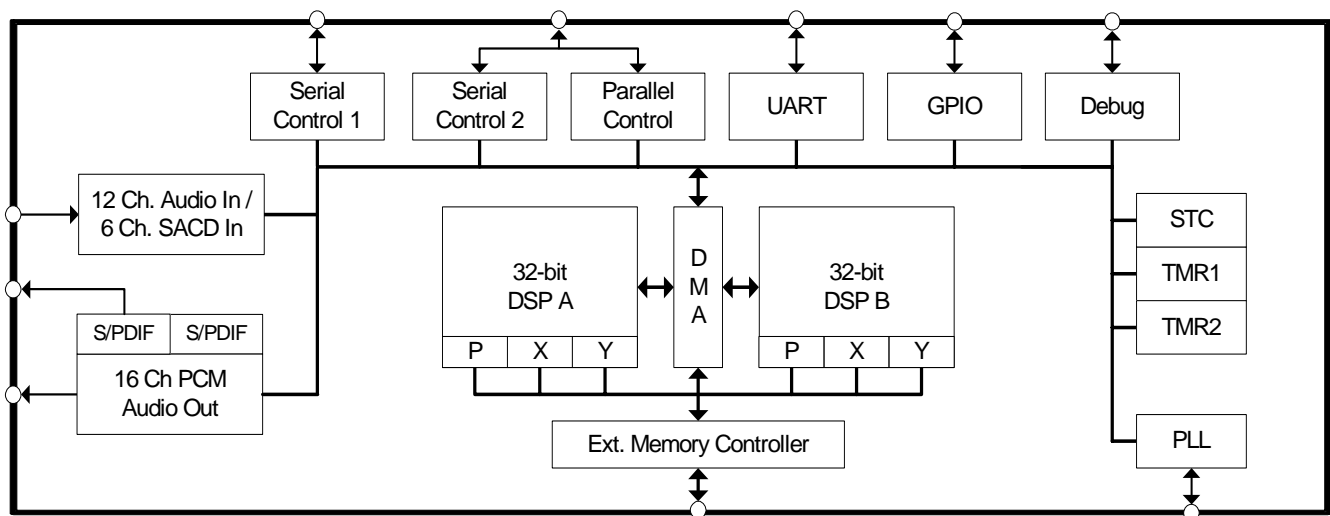 Serial
Control 1
Serial
Control 2
Parallel
Control
UART
GPIO
Debug
12 Ch. Audio In /
6 Ch. SACD In
S/PDIF
S/PDIF
16 Ch PCM
Audio Out
32-bit
DSP A
P
X
Y
D
M
A
32-bit
DSP B
P
X
Y
Ext. Memory Controller
STC
TMR1
TMR2
PLL